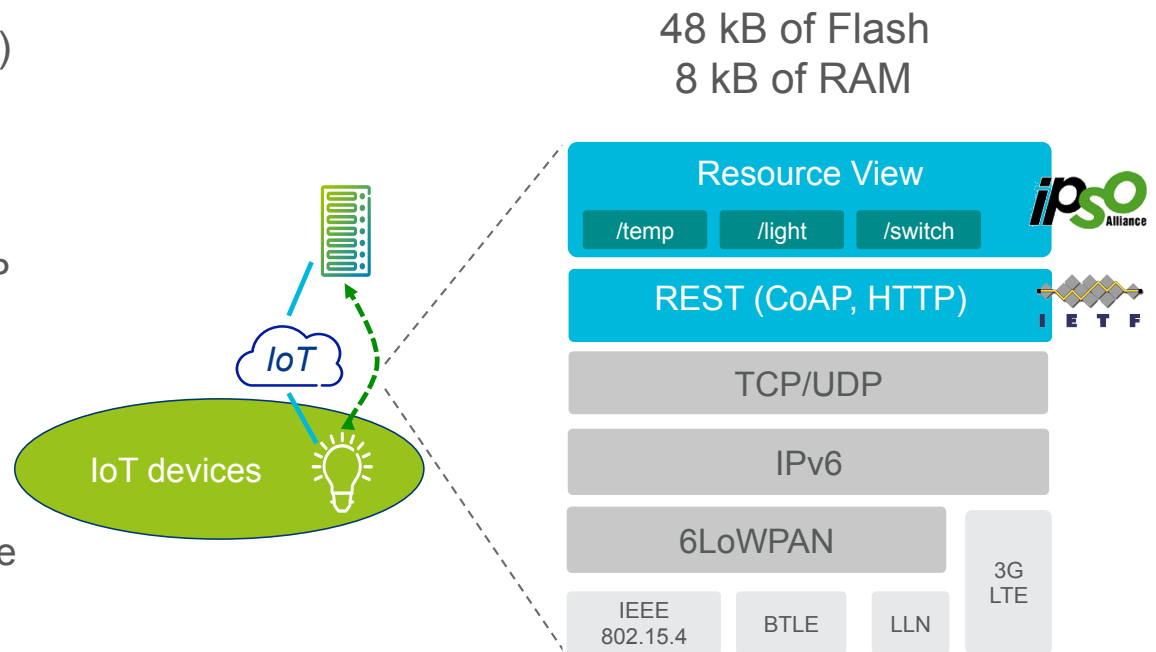 )
48 kB of Flash
8 kB of RAM
Resource View
/temp
/light
/switch
ipso
Alliance
P
REST (CoAP, HTTP)
I E T F
IoT
TCP/UDP
IoT devices
IPv6
e
6LoWPAN
3G
LTE
IEEE
802.15.4
BTLE
LLN